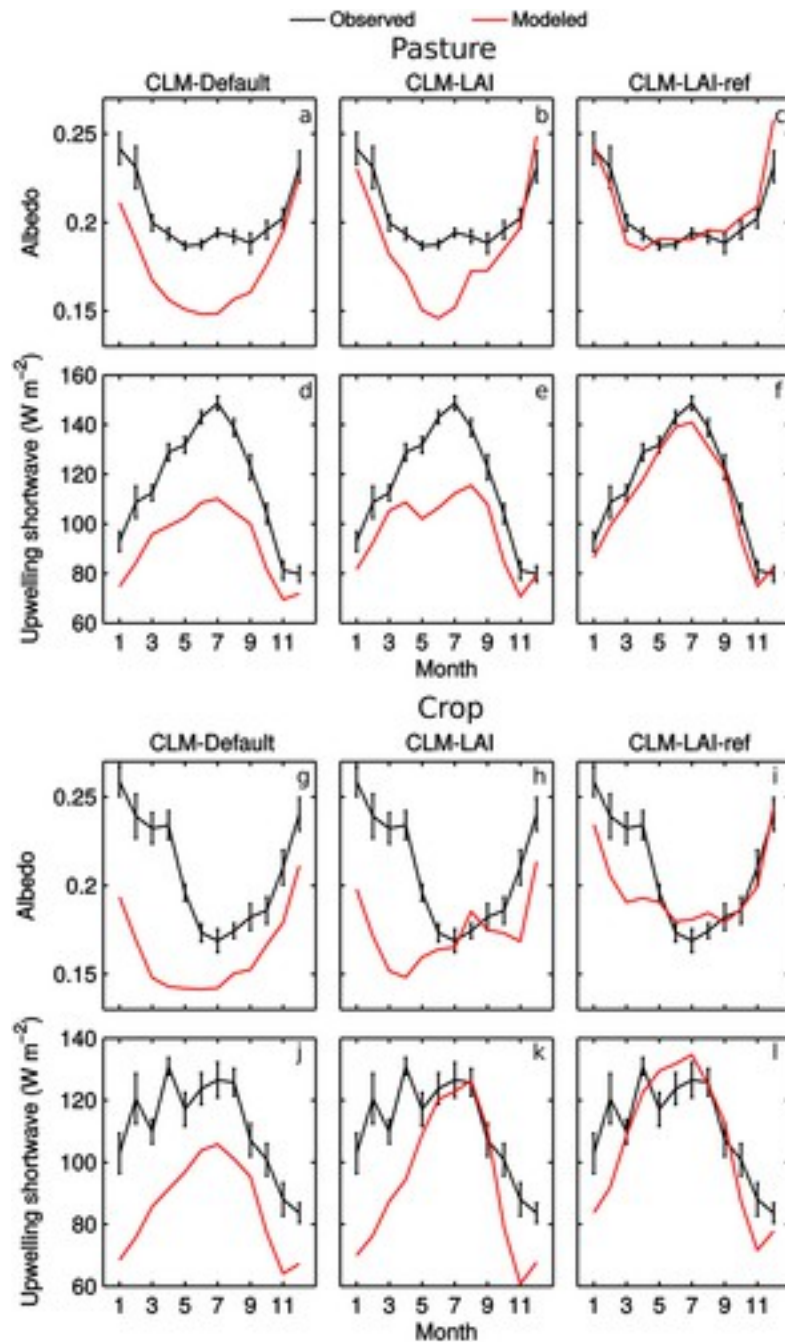 Observed Modeled
Pasture
CLM-Default CLM-LAI CLM-LAI-ref
a b c
0.25
0.2
0.15
Albedo
d e f
160
140
120
100
80
60
Upwelling shortwave (W m⁻²)
1 3 5 7 9 11 1 3 5 7 9 11 1 3 5 7 9 11
Month
Crop
CLM-Default CLM-LAI CLM-LAI-ref
g h i
0.25
0.2
0.15
Albedo
j k l
140
120
100
80
60
Upwelling shortwave (W m⁻²)
1 3 5 7 9 11 1 3 5 7 9 11 1 3 5 7 9 11
Month